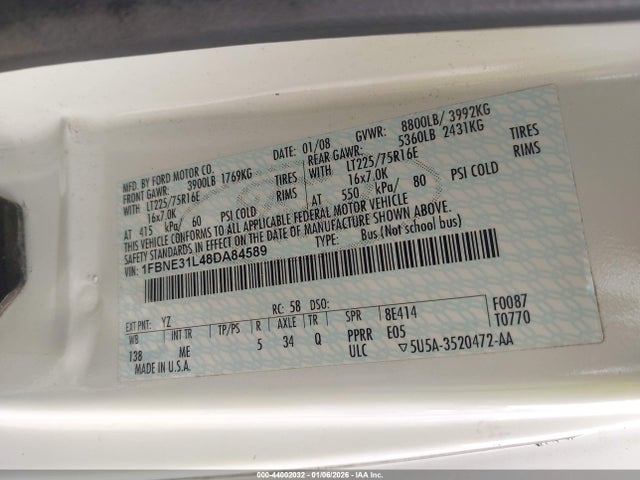 MFD. BY FORD MOTOR CO.
DATE: 01/08 GVWR: 8800LB/ 3992KG
FRONT GAWR: 3900LB 1769KG REAR GAWR: 5360LB 2431KG
WITH LT225/75R16E TIRES WITH LT225/75R16E TIRES
16x7.0K RIMS 16x7.0K RIMS
AT 415 kPa/ 60 PSI COLD AT 550 kPa/ 80 PSI COLD
THIS VEHICLE CONFORMS TO ALL APPLICABLE FEDERAL MOTOR VEHICLE
SAFETY STANDARDS IN EFFECT ON THE DATE OF MANUFACTURE SHOWN ABOVE.
VIN: 1FBNE31L48DA84589 TYPE: Bus (Not school bus)
EXT PNT: YZ RC: 58 DSO: F0087
WB INT TR TP/PS R AXLE TR SPR 8E414 T0770
138 ME 5 34 Q PPRR E05
MADE IN U.S.A. ULC ▽5U5A-3520472-AA
000-44002032 - 01/06/2026 - IAA Inc.